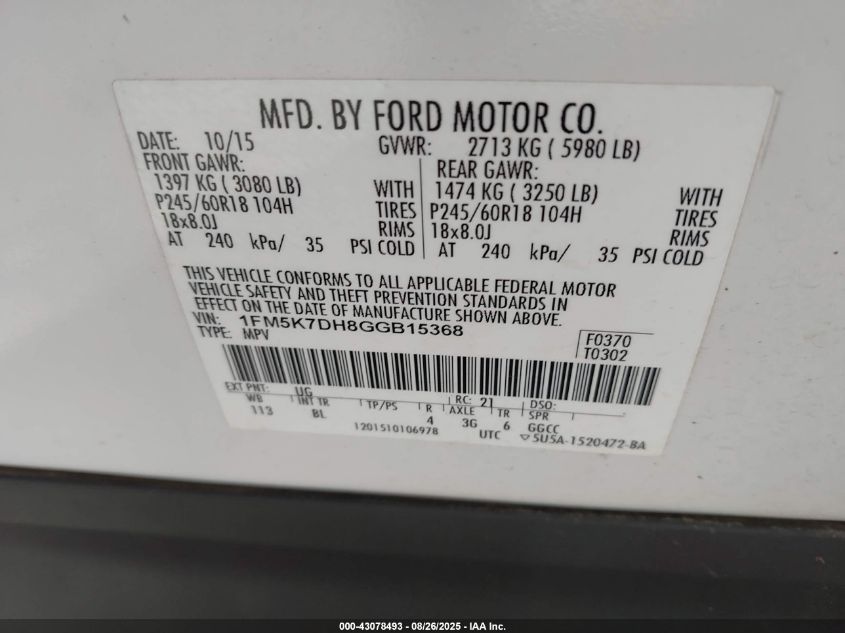 MFD. BY FORD MOTOR CO.
DATE: 10/15 GVWR: 2713 KG ( 5980 LB)
FRONT GAWR: REAR GAWR:
1397 KG ( 3080 LB) WITH 1474 KG ( 3250 LB) WITH
P245/60R18 104H TIRES P245/60R18 104H TIRES
18x8.0J RIMS 18x8.0J RIMS
AT 240 kPa/ 35 PSI COLD AT 240 kPa/ 35 PSI COLD
THIS VEHICLE CONFORMS TO ALL APPLICABLE FEDERAL MOTOR
VEHICLE SAFETY AND THEFT PREVENTION STANDARDS IN
EFFECT ON THE DATE OF MANUFACTURE SHOWN ABOVE.
VIN: 1FM5K7DH8GGB15368
TYPE: MPV
F0370
T0302
EXT PNT: UG RC: 21 DSO:
WB INT TR TP/PS R AXLE TR SPR
113 BL 4 3G 6 GGCC
1201510106978 UTC ▽5U5A-1520472-BA
000-43078493 - 08/26/2025 - IAA Inc.